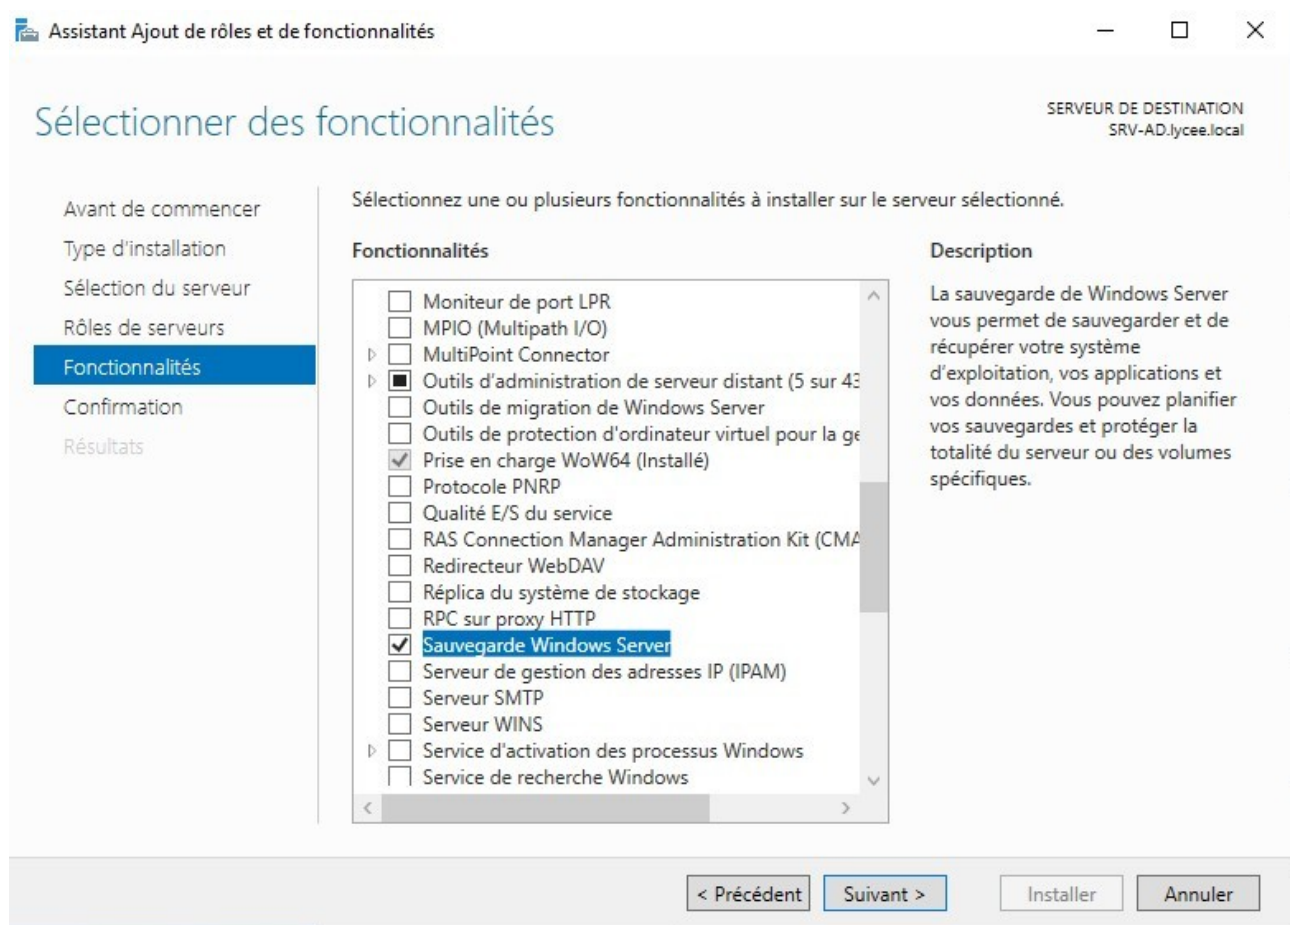 Assistant Ajout de rôles et de fonctionnalités
Sélectionner des fonctionnalités
SERVEUR DE DESTINATION
SRV-AD.lycee.local
Avant de commencer
Type d'installation
Sélection du serveur
Rôles de serveurs
Fonctionnalités
Confirmation
Résultats
Sélectionnez une ou plusieurs fonctionnalités à installer sur le serveur sélectionné.
Fonctionnalités
Moniteur de port LPR
MPIO (Multipath I/O)
MultiPoint Connector
Outils d'administration de serveur distant (5 sur 43
Outils de migration de Windows Server
Outils de protection d'ordinateur virtuel pour la ge
Prise en charge WoW64 (Installé)
Protocole PNRP
Qualité E/S du service
RAS Connection Manager Administration Kit (CMA
Redirecteur WebDAV
Réplica du système de stockage
RPC sur proxy HTTP
Sauvegarde Windows Server
Serveur de gestion des adresses IP (IPAM)
Serveur SMTP
Serveur WINS
Service d'activation des processus Windows
Service de recherche Windows
Description
La sauvegarde de Windows Server
vous permet de sauvegarder et de
récupérer votre système
d'exploitation, vos applications et
vos données. Vous pouvez planifier
vos sauvegardes et protéger la
totalité du serveur ou des volumes
spécifiques.
< Précédent
Suivant >
Installer
Annuler